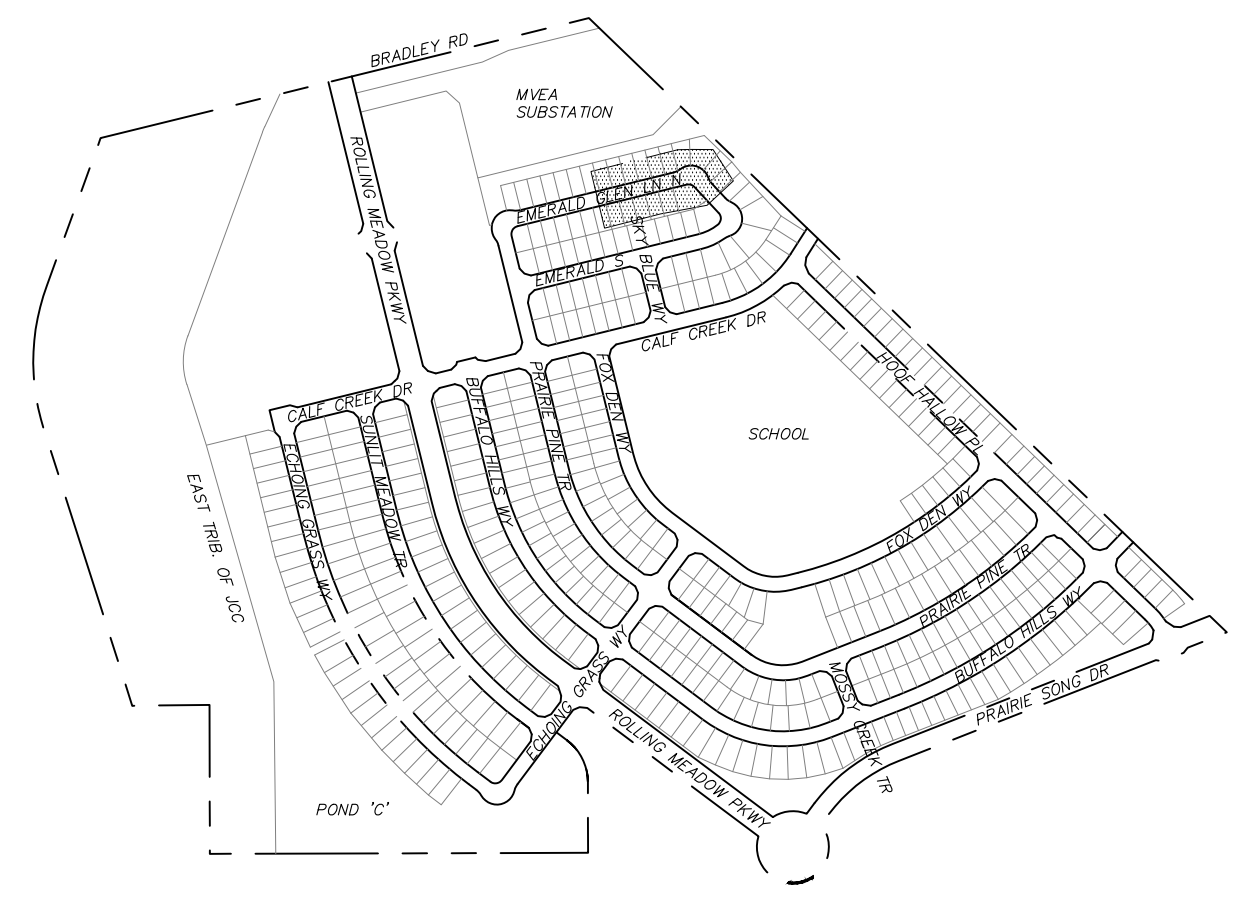 BRADLEY RD
MVEA
SUBSTATION
ROLLING MEADOW PKWY
EMERALD GLEN LN N
SKY BLUE WY
EMERALD S
CALF CREEK DR
HOOF HALLOW PL
CALF CREEK DR
SUNLIT MEADOW TR
BUFFALO HILLS WY
PRAIRIE PINE TR
FOX DEN WY
SCHOOL
ECHOING GRASS WY
EAST TRIB. OF JCC
FOX DEN WY
PRAIRIE PINE TR
BUFFALO HILLS WY
ECHOING GRASS WY
MOSSY CREEK TR
PRAIRIE SONG DR
ROLLING MEADOW PKWY
POND 'C'